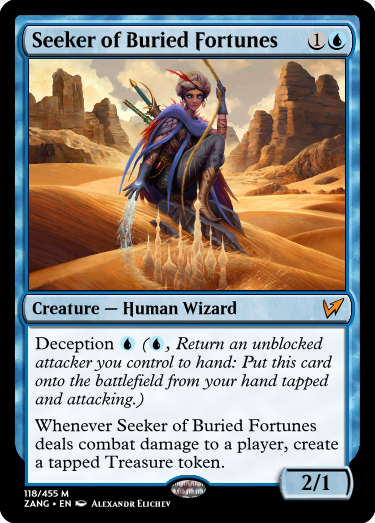 Seeker of Buried Fortunes 1
Creature — Human Wizard
Deception (, Return an unblocked
attacker you control to hand: Put this card
onto the battlefield from your hand tapped
and attacking.)
Whenever Seeker of Buried Fortunes
deals combat damage to a player, create
a tapped Treasure token.
2/1
118/455 M
ZANG • EN Alexandr Elichev